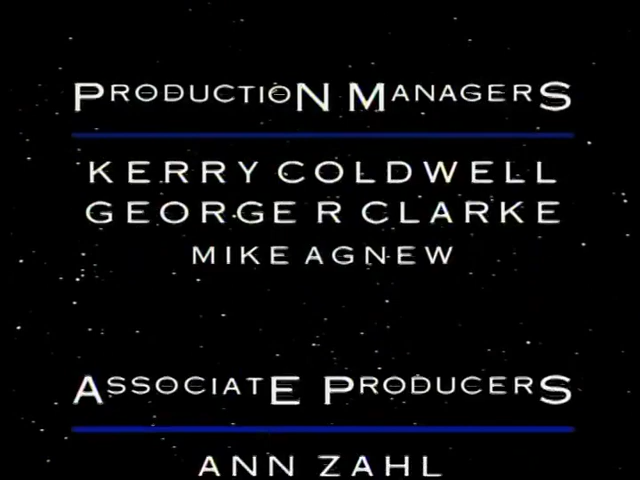 PRODUCTION MANAGERS
KERRY COLDWELL
GEORGE R CLARKE
MIKE AGNEW
ASSOCIATE PRODUCERS
ANN ZAHL